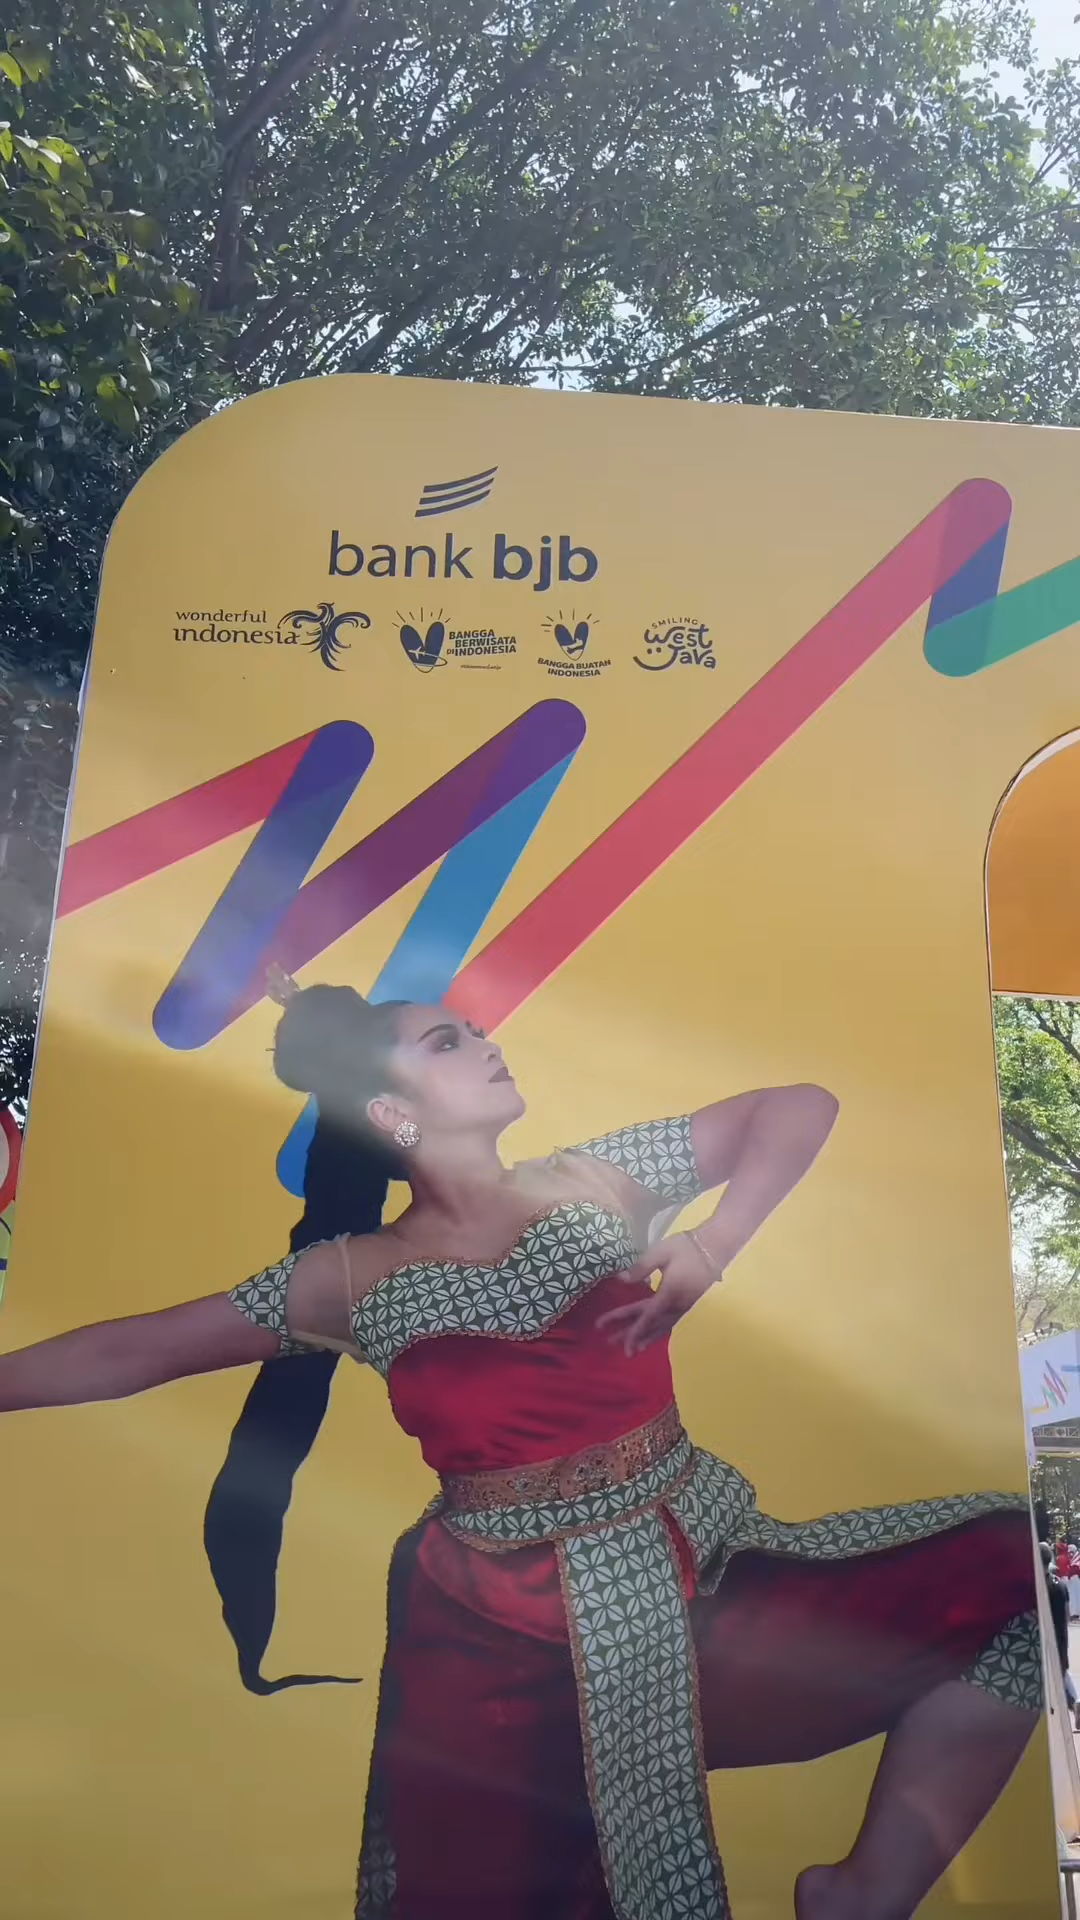 bank bjb
wonderful
indonesia
BANGGA
BERWISATA
DI INDONESIA
BANGGA BUATAN
INDONESIA
SMILING
West
Java